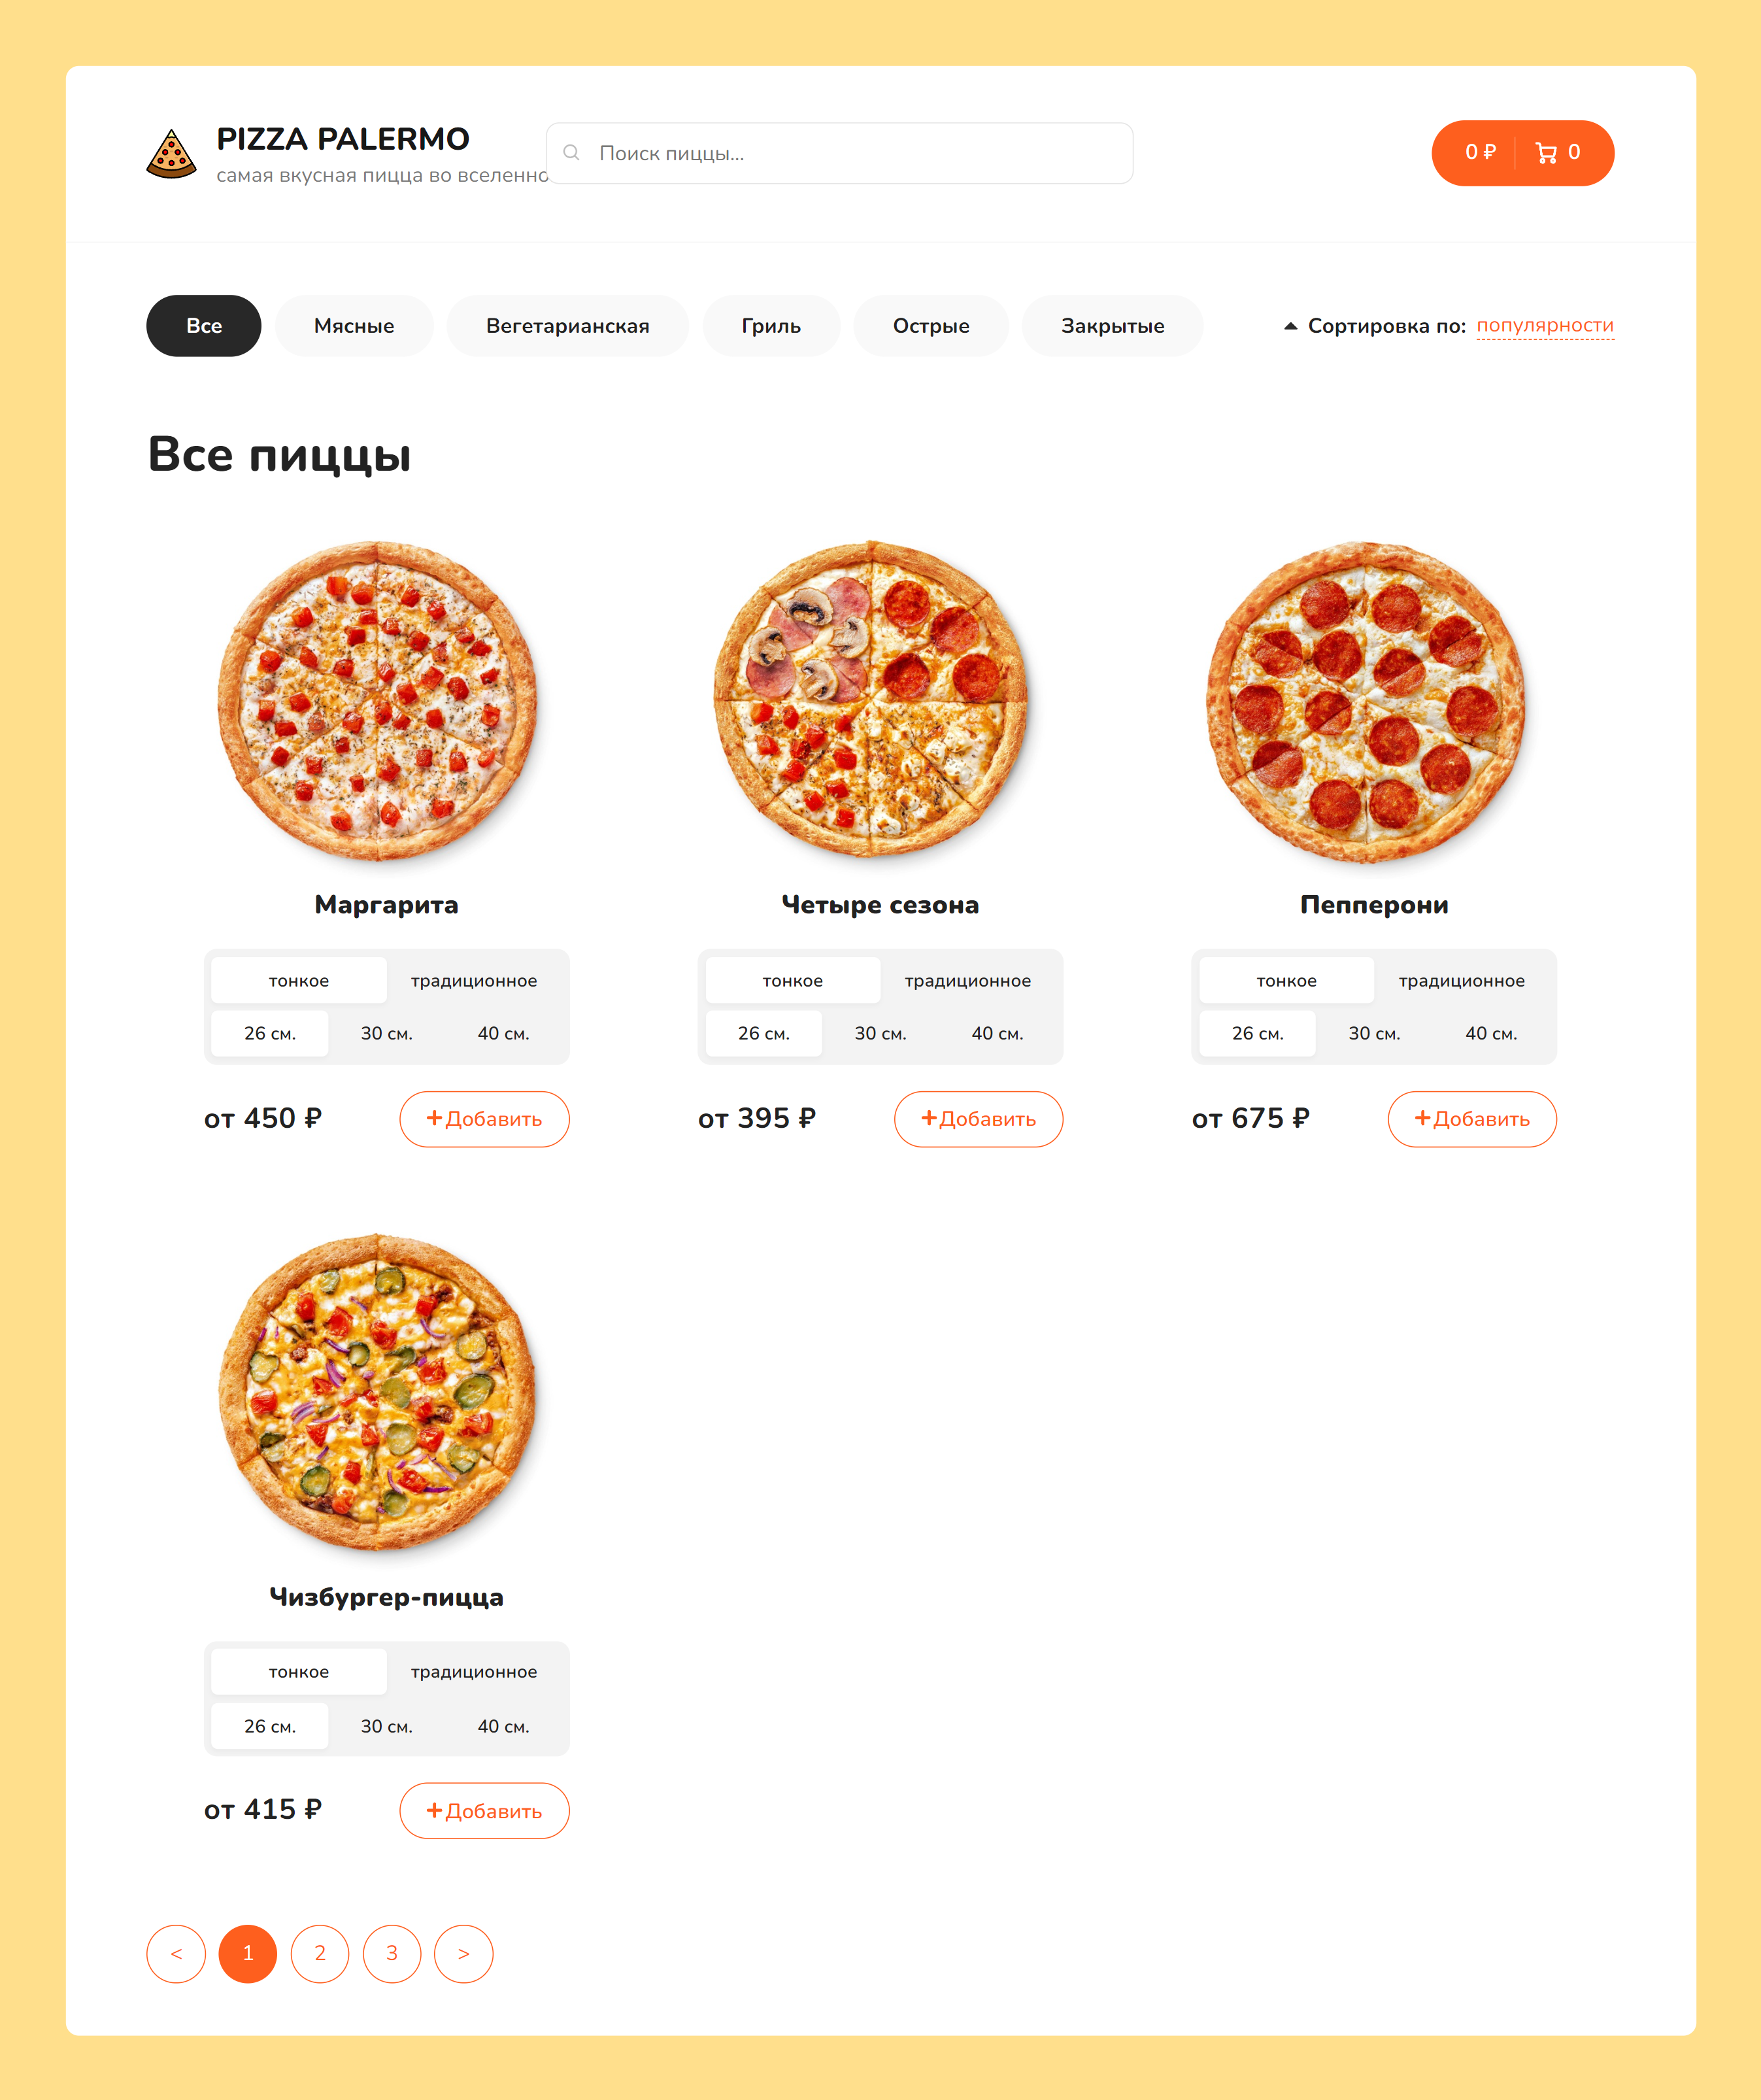 PIZZA PALERMO
самая вкусная пицца во вселенно
Поиск пиццы...
0 ₽ 0
Все Мясные Вегетарианская Гриль Острые Закрытые Сортировка по: популярности
Все пиццы
Маргарита
тонкое традиционное
26 см. 30 см. 40 см.
от 450 ₽ +Добавить
Четыре сезона
тонкое традиционное
26 см. 30 см. 40 см.
от 395 ₽ +Добавить
Пепперони
тонкое традиционное
26 см. 30 см. 40 см.
от 675 ₽ +Добавить
Чизбургер-пицца
тонкое традиционное
26 см. 30 см. 40 см.
от 415 ₽ +Добавить
< 1 2 3 >